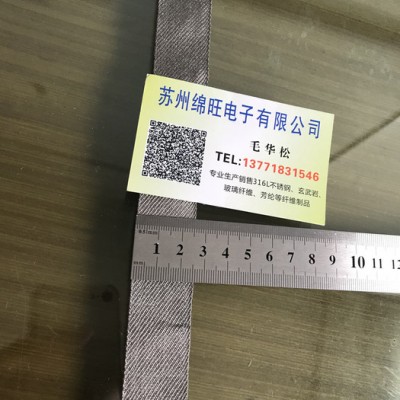 苏州绵旺电子有限公司
毛华松
TEL:13771831546
专业生产销售316L不锈钢、玄武岩、
玻璃纤维、芳纶等纤维制品
1 2 3 4 5 6 7 8 9 10 11 12